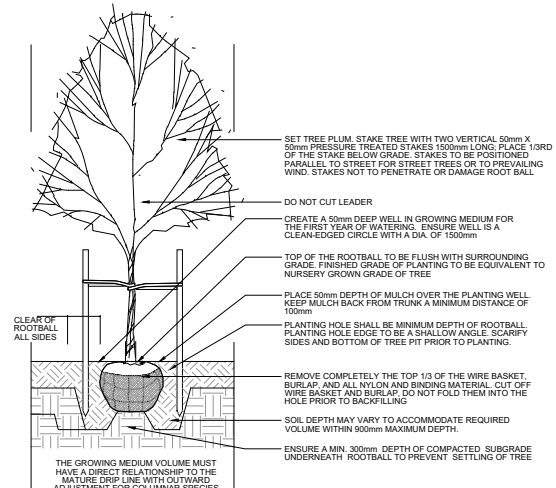 SET TREE PLUM. STAKE TREE WITH TWO VERTICAL 50mm X
50mm PRESSURE TREATED STAKES 1500mm LONG; PLACE 1/3RD
OF THE STAKE BELOW GRADE. STAKES TO BE POSITIONED
PARALLEL TO STREET FOR STREET TREES OR TO PREVAILING
WIND. STAKES NOT TO PENETRATE OR DAMAGE ROOT BALL
DO NOT CUT LEADER
CREATE A 50mm DEEP WELL IN GROWING MEDIUM FOR
THE FIRST YEAR OF WATERING. ENSURE WELL IS A
CLEAN-EDGED CIRCLE WITH A DIA. OF 1500mm
TOP OF THE ROOTBALL TO BE FLUSH WITH SURROUNDING
GRADE. FINISHED GRADE OF PLANTING TO BE EQUIVALENT TO
NURSERY GROWN GRADE OF TREE
PLACE 50mm DEPTH OF MULCH OVER THE PLANTING WELL.
KEEP MULCH BACK FROM TRUNK A MINIMUM DISTANCE OF
100mm
CLEAR OF
ROOTBALL
ALL SIDES
PLANTING HOLE SHALL BE MINIMUM DEPTH OF ROOTBALL.
PLANTING HOLE EDGE TO BE A SHALLOW ANGLE. SCARIFY
SIDES AND BOTTOM OF TREE PIT PRIOR TO PLANTING.
REMOVE COMPLETELY THE TOP 1/3 OF THE WIRE BASKET,
BURLAP, AND ALL NYLON AND BINDING MATERIAL. CUT OFF
WIRE BASKET AND BURLAP, DO NOT FOLD THEM INTO THE
HOLE PRIOR TO BACKFILLING
SOIL DEPTH MAY VARY TO ACCOMMODATE REQUIRED
VOLUME WITHIN 900mm MAXIMUM DEPTH.
ENSURE A MIN. 300mm DEPTH OF COMPACTED SUBGRADE
UNDERNEATH ROOTBALL TO PREVENT SETTLING OF TREE
THE GROWING MEDIUM VOLUME MUST
HAVE A DIRECT RELATIONSHIP TO THE
MATURE DRIP LINE WITH OUTWARD
ADJUSTMENT FOR COLUMNAR SPECIES